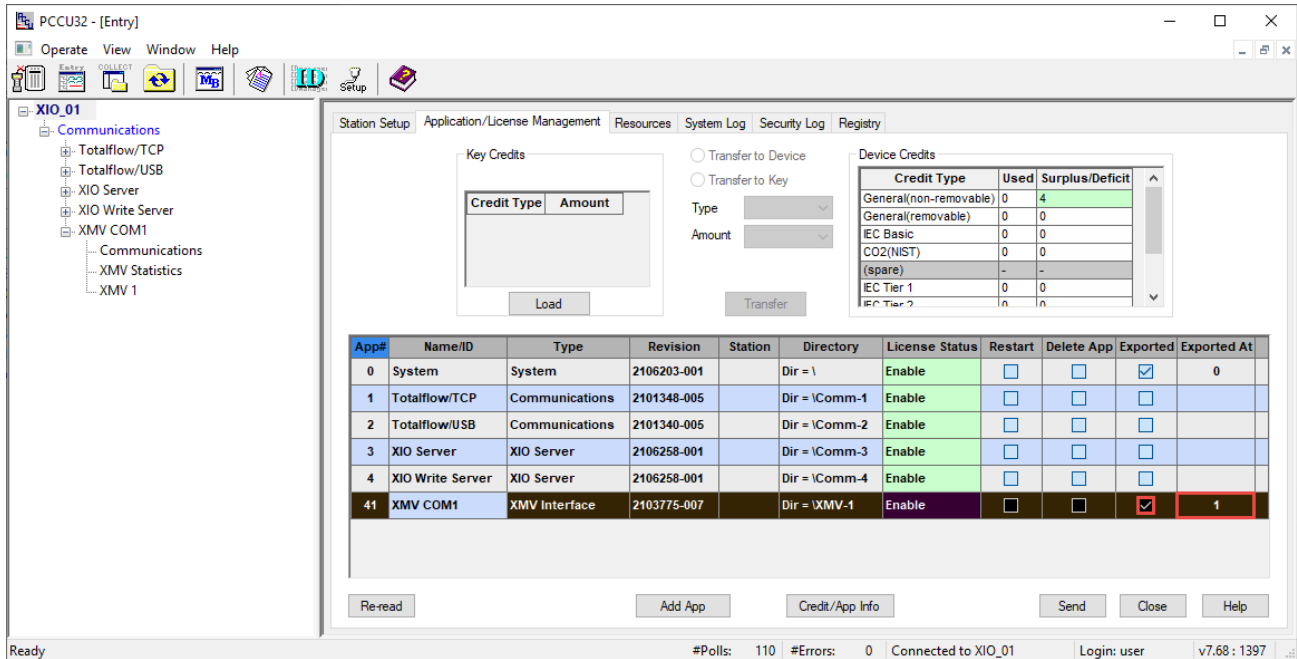 PCCU32 - [Entry]
Operate View Window Help
Entry COLLECT MB ID Setup
XIO_01
Communications
Totalflow/TCP
Totalflow/USB
XIO Server
XIO Write Server
XMV COM1
Communications
XMV Statistics
XMV 1
Station Setup Application/License Management Resources System Log Security Log Registry
Key Credits
Credit Type Amount
Load
Transfer to Device
Transfer to Key
Type
Amount
Transfer
Device Credits
Credit Type Used Surplus/Deficit
General(non-removable) 0 4
General(removable) 0 0
IEC Basic 0 0
CO2(NIST) 0 0
(spare) - -
IEC Tier 1 0 0
IEC Tier 2 0 0
App# Name/ID Type Revision Station Directory License Status Restart Delete App Exported Exported At
0 System System 2106203-001 Dir = \ Enable 0
1 Totalflow/TCP Communications 2101348-005 Dir = \Comm-1 Enable
2 Totalflow/USB Communications 2101340-005 Dir = \Comm-2 Enable
3 XIO Server XIO Server 2106258-001 Dir = \Comm-3 Enable
4 XIO Write Server XIO Server 2106258-001 Dir = \Comm-4 Enable
41 XMV COM1 XMV Interface 2103775-007 Dir = \XMV-1 Enable 1
Re-read Add App Credit/App Info Send Close Help
Ready #Polls: 110 #Errors: 0 Connected to XIO_01 Login: user v7.68 : 1397